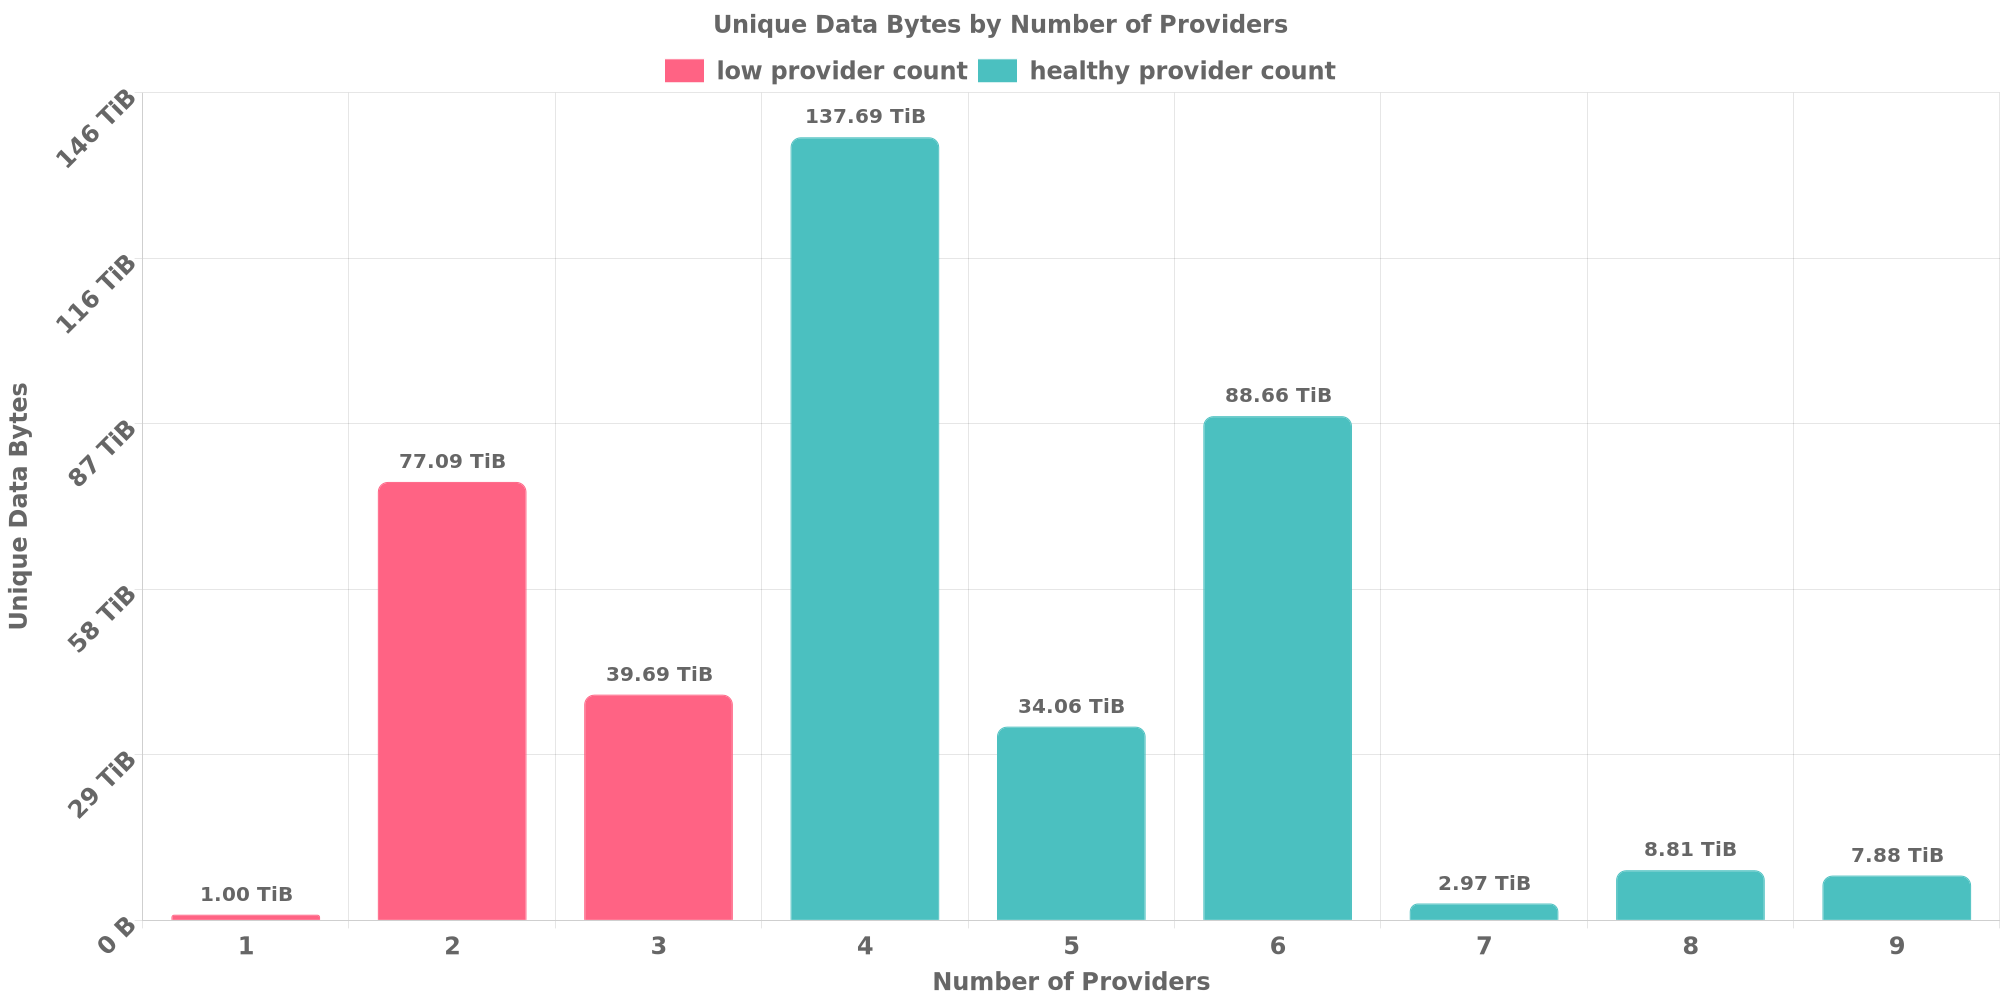 Unique Data Bytes by Number of Providers
low provider count healthy provider count
146 TiB
116 TiB
87 TiB
58 TiB
29 TiB
0 B
Unique Data Bytes
1.00 TiB
77.09 TiB
39.69 TiB
137.69 TiB
34.06 TiB
88.66 TiB
2.97 TiB
8.81 TiB
7.88 TiB
1 2 3 4 5 6 7 8 9
Number of Providers